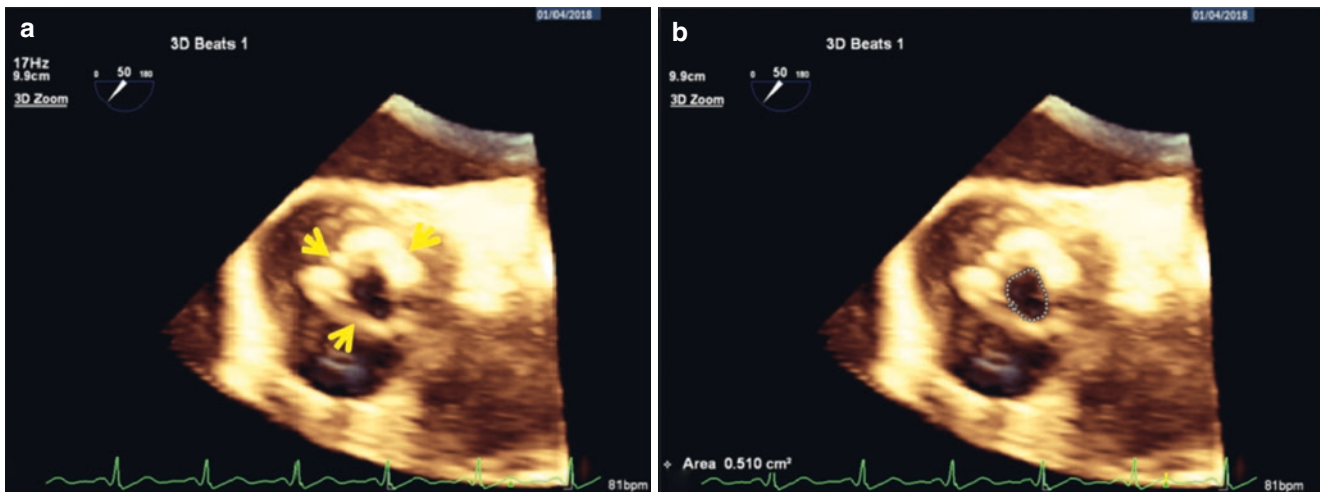 a
01/04/2018
3D Beats 1
17Hz
9.9cm
3D Zoom
0 50 180
81bpm
b
01/04/2018
3D Beats 1
9.9cm
3D Zoom
0 50 180
Area 0.510 cm²
81bpm